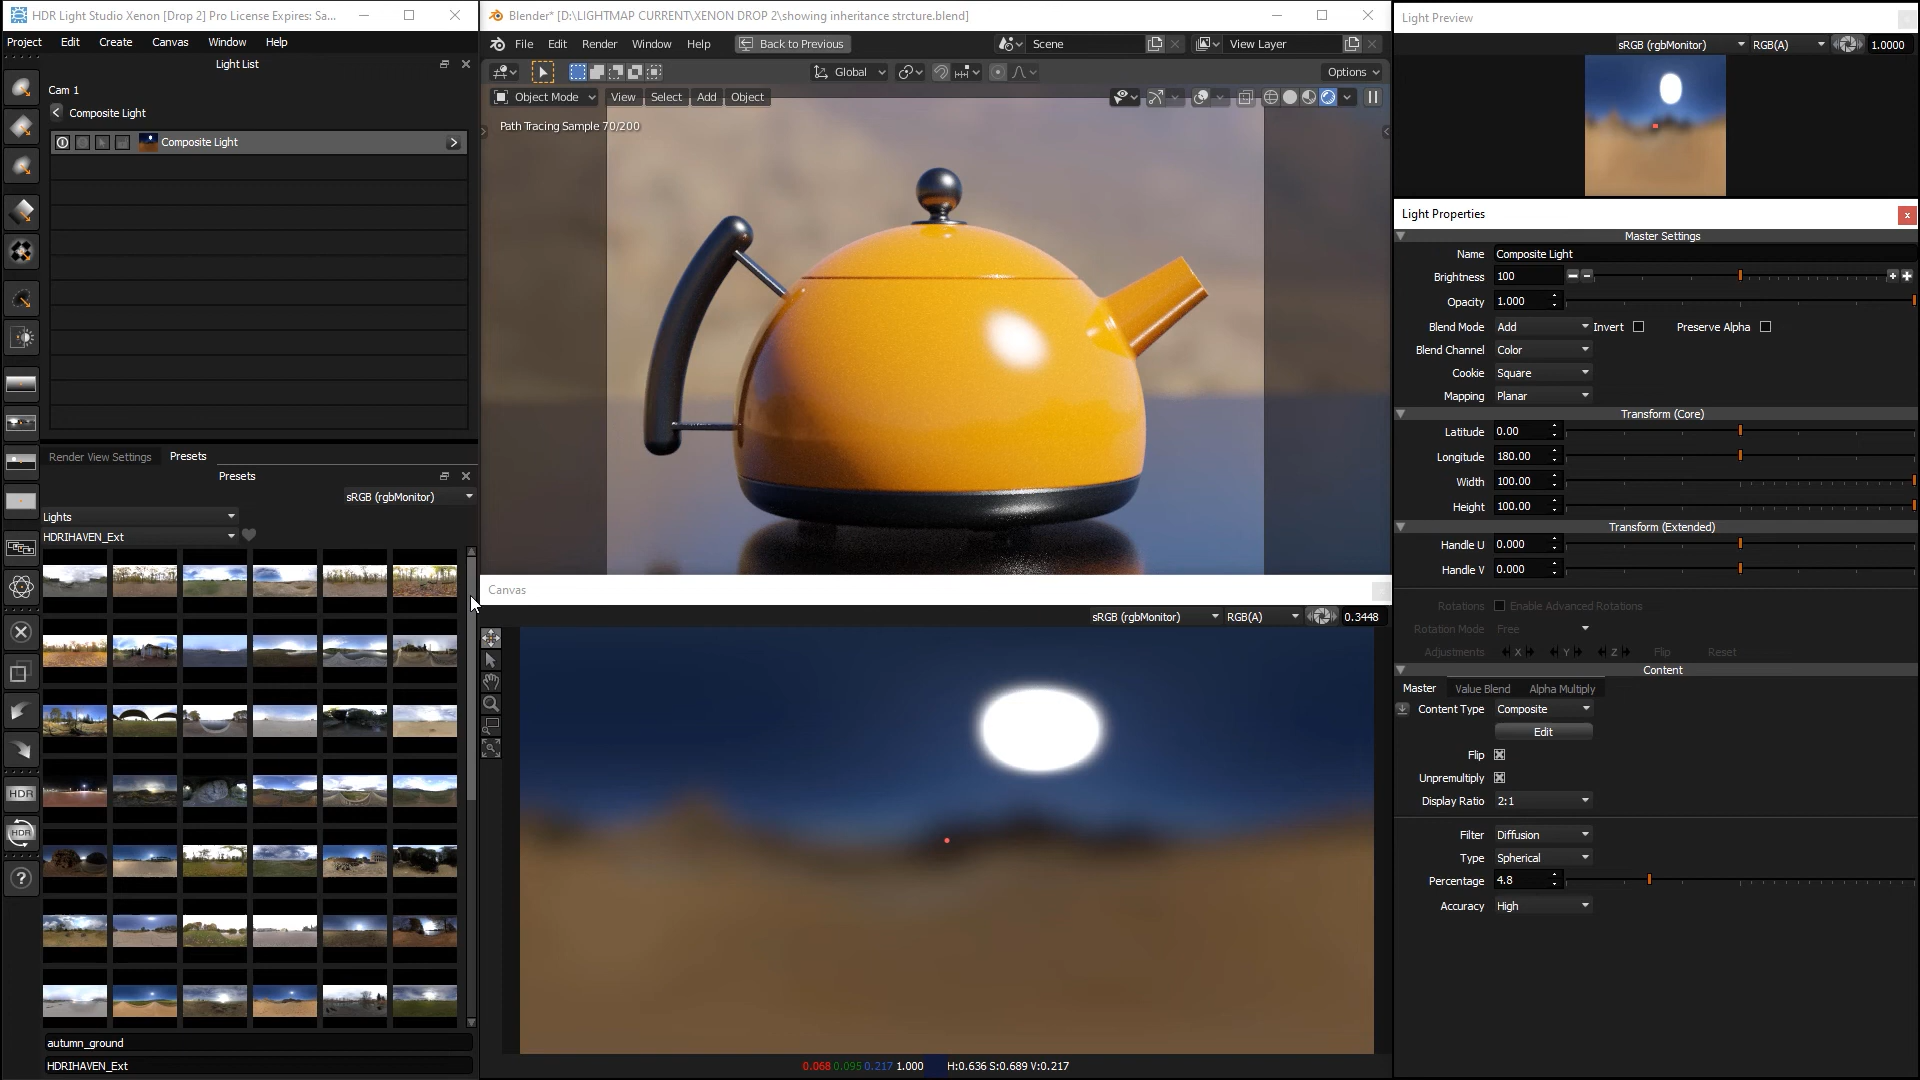 HDR Light Studio Xenon [Drop 2] Pro License Expires: Sa...
Project Edit Create Canvas Window Help
Light List
Cam 1
Composite Light
Composite Light
Render View Settings Presets
Presets
sRGB (rgbMonitor)
Lights
HDRIHAVEN_Ext
HDR
HDR
autumn_ground
HDRIHAVEN_Ext
Blender* [D:\LIGHTMAP CURRENT\XENON DROP 2\showing inheritance strcture.blend]
File Edit Render Window Help Back to Previous Scene View Layer
Global Options
Object Mode View Select Add Object
Path Tracing Sample 70/200
Canvas
sRGB (rgbMonitor) RGB(A) 0.3448
0.068 0.095 0.217 1.000 H:0.636 S:0.689 V:0.217
Light Preview
sRGB (rgbMonitor) RGB(A) 1.0000
Light Properties
Master Settings
Name Composite Light
Brightness 100
Opacity 1.000
Blend Mode Add Invert Preserve Alpha
Blend Channel Color
Cookie Square
Mapping Planar
Transform (Core)
Latitude 0.00
Longitude 180.00
Width 100.00
Height 100.00
Transform (Extended)
Handle U 0.000
Handle V 0.000
Rotations Enable Advanced Rotations
Rotation Mode Free
Adjustments X Y Z Flip Reset
Content
Master Value Blend Alpha Multiply
Content Type Composite
Edit
Flip
Unpremultiply
Display Ratio 2:1
Filter Diffusion
Type Spherical
Percentage 4.8
Accuracy High